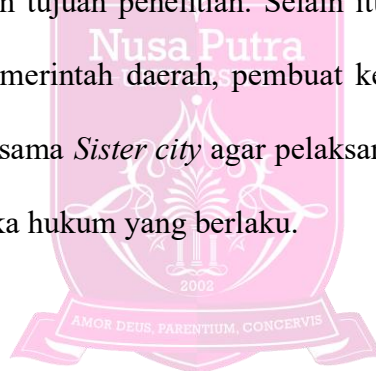 n tujuan penelitian. Selain itu
Nusa Putra
UNIVERSITY
merintah daerah, pembuat ke
sama Sister city agar pelaksan
ka hukum yang berlaku.
2002
AMOR DEUS, PARENTIUM, CONCERVIS